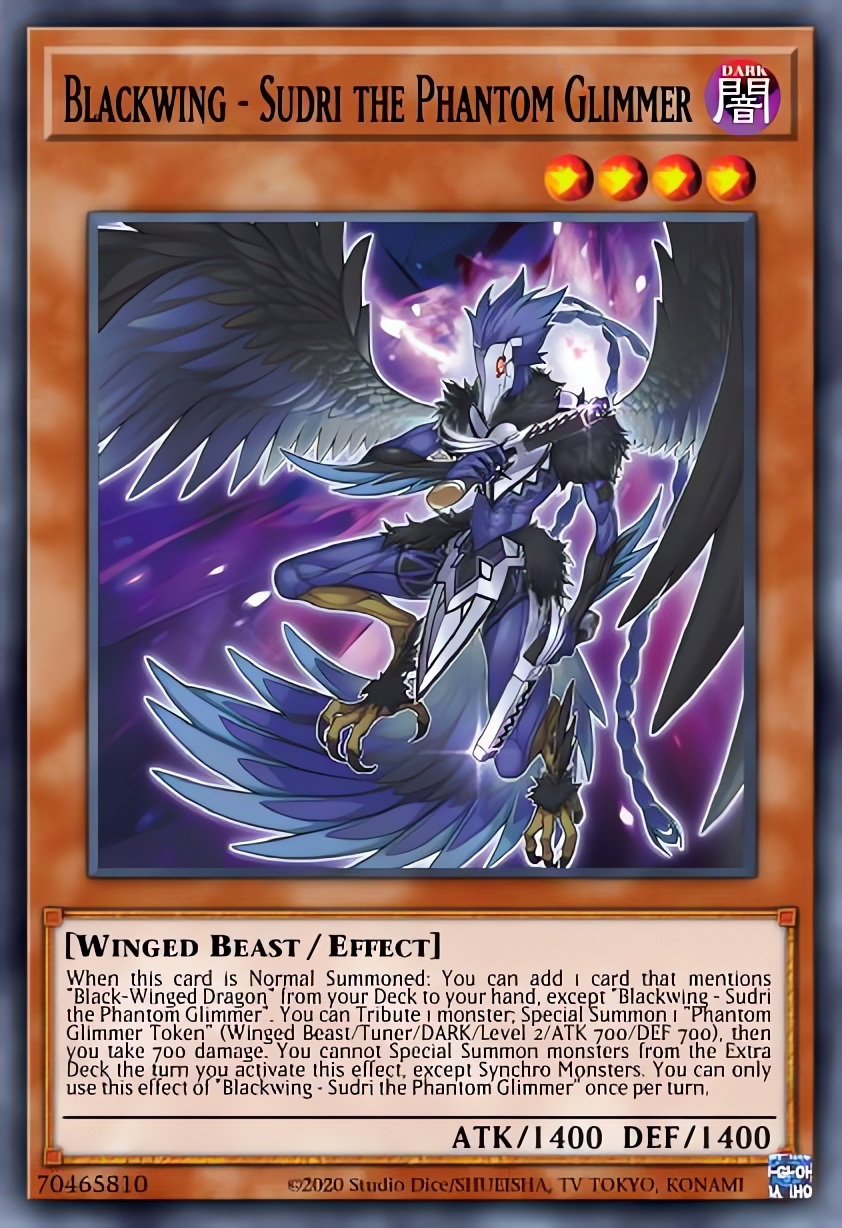 Blackwing - Sudri the Phantom Glimmer
DARK
闇
[Winged Beast / Effect]
When this card is Normal Summoned: You can add 1 card that mentions
"Black-Winged Dragon" from your Deck to your hand, except "Blackwing - Sudri
the Phantom Glimmer". You can Tribute 1 monster; Special Summon 1 "Phantom
Glimmer Token" (Winged Beast/Tuner/DARK/Level 2/ATK 700/DEF 700), then
you take 700 damage. You cannot Special Summon monsters from the Extra
Deck the turn you activate this effect, except Synchro Monsters. You can only
use this effect of "Blackwing - Sudri the Phantom Glimmer" once per turn.
ATK/1400 DEF/1400
70465810 ©2020 Studio Dice/SHUEISHA, TV TOKYO, KONAMI